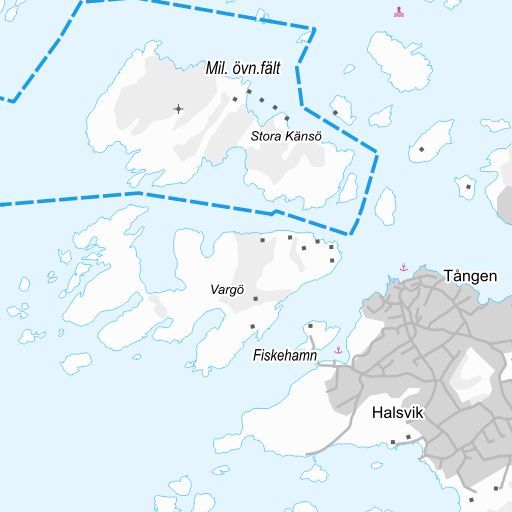 Mil. övn.fält
Stora Känsö
Tången
Vargö
Fiskehamn
Halsvik